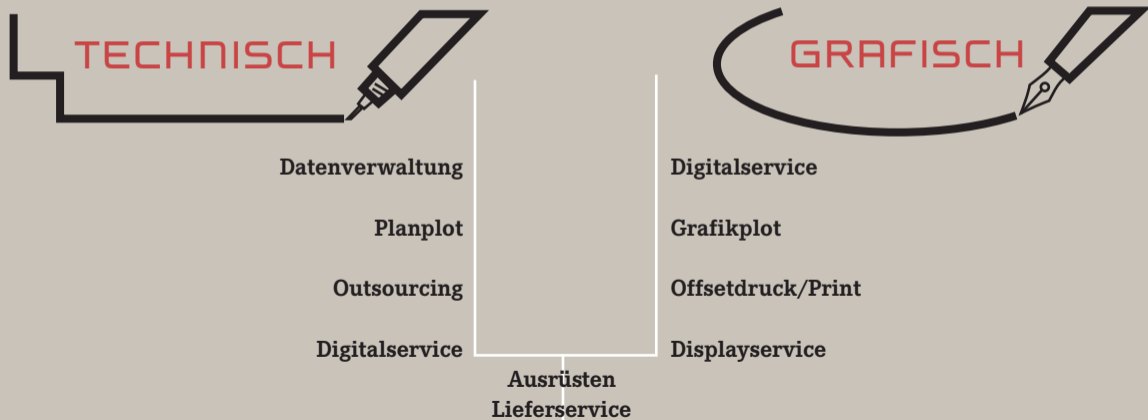 TECHNISCH
GRAFISCH
Datenverwaltung
Planplot
Outsourcing
Digitalservice
Digitalservice
Grafikplot
Offsetdruck/Print
Displayservice
Ausrüsten
Lieferservice